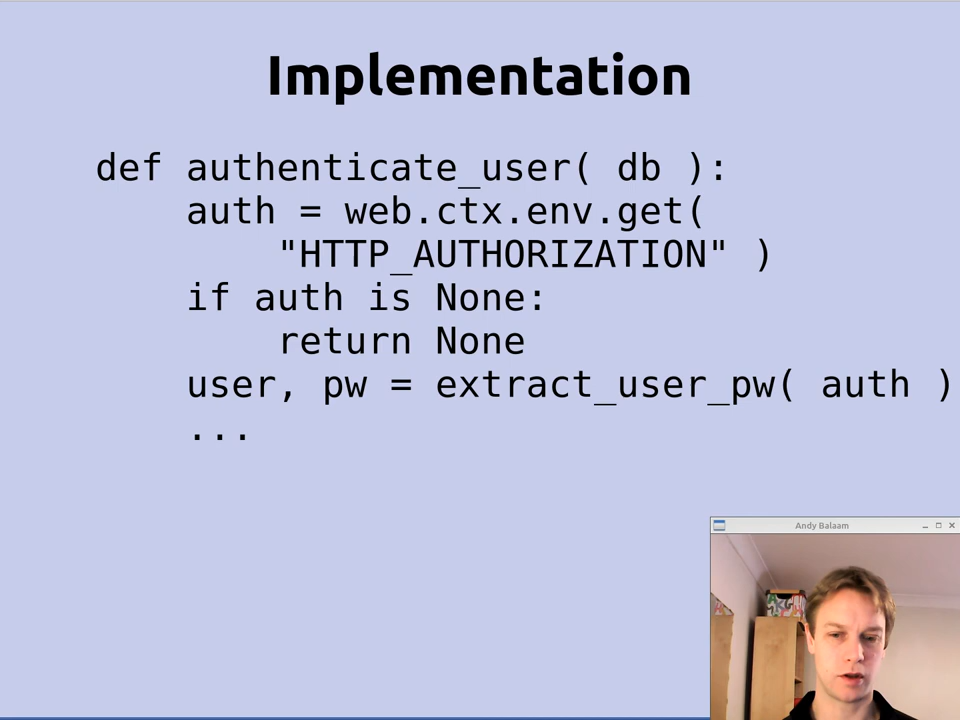 Implementation
def authenticate_user( db ):
    auth = web.ctx.env.get(
        "HTTP_AUTHORIZATION" )
    if auth is None:
        return None
    user, pw = extract_user_pw( auth )
    ...
Andy Balaam